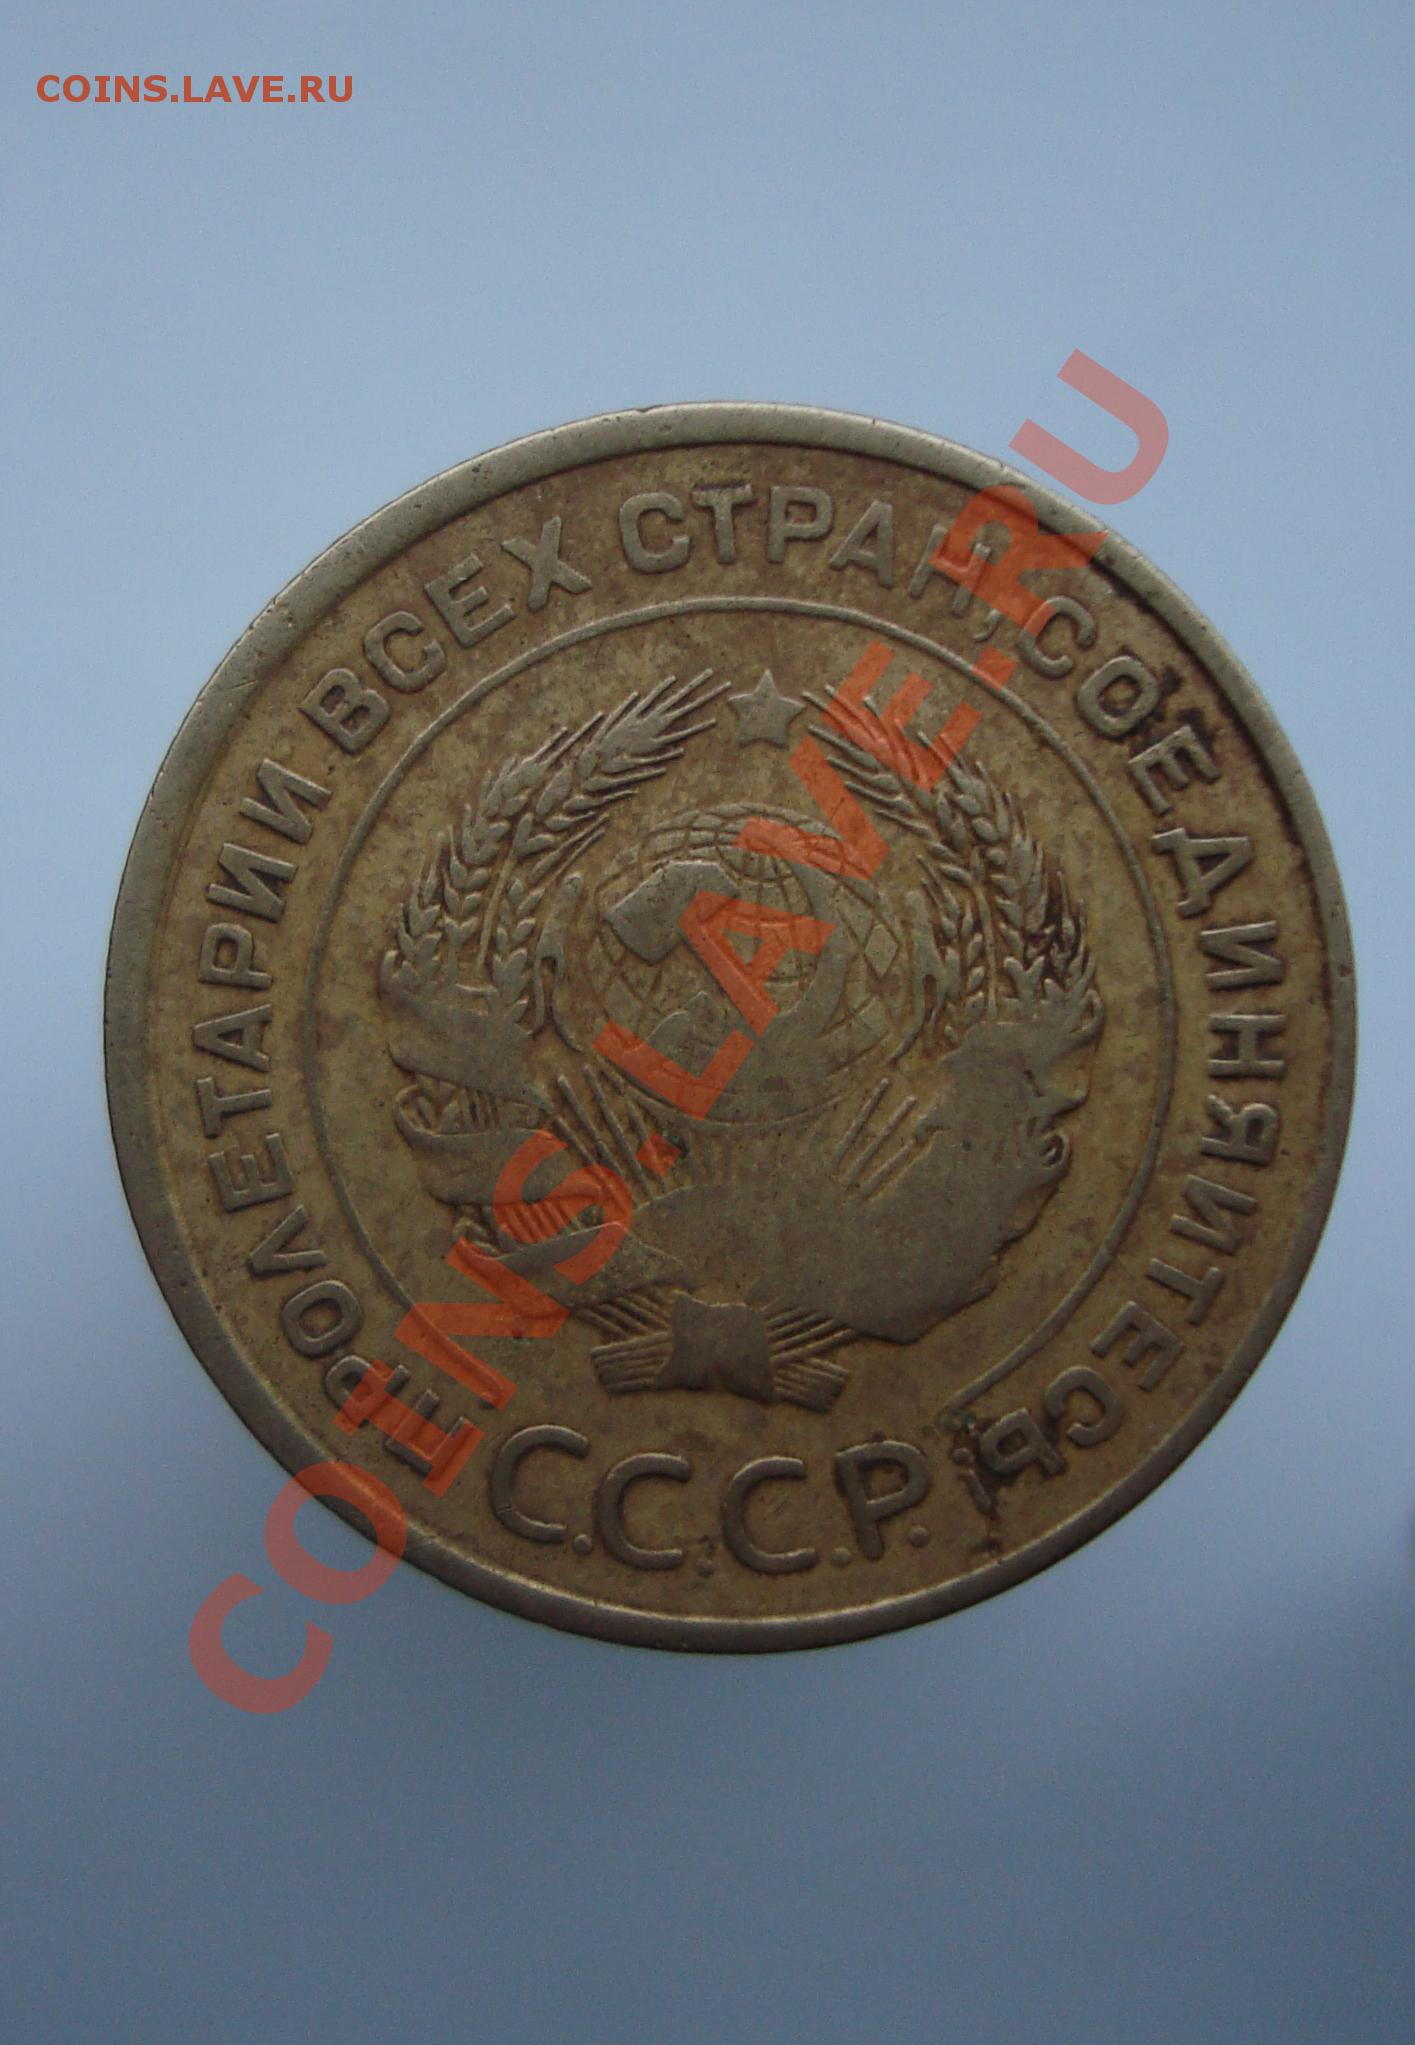 COINS.LAVE.RU
ПРОЛЕТАРИИ ВСЕХ СТРАН, СОЕДИНЯЙТЕСЬ!
С.С.С.Р.
COINS.LAVE.RU